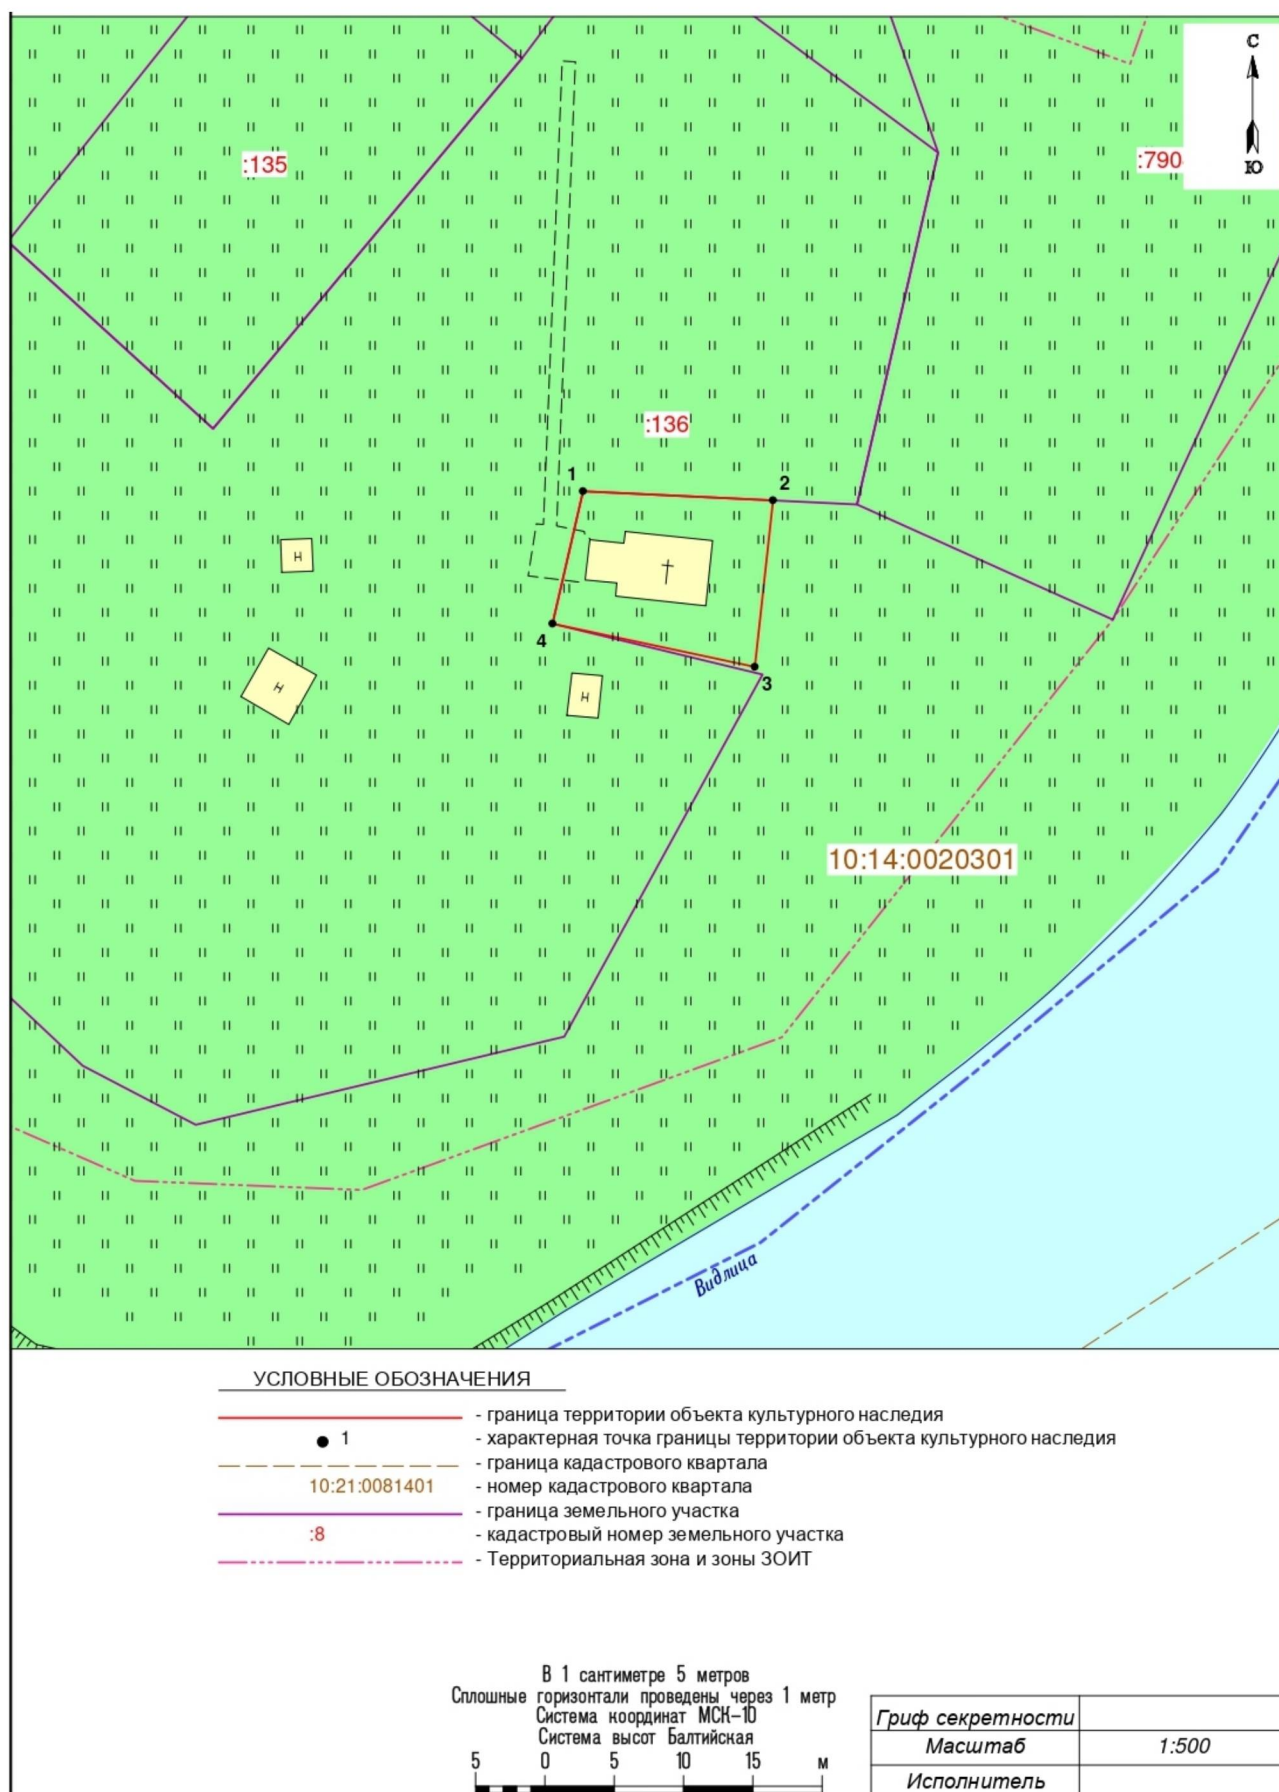 С
:135
:790
Ю
:136
1
2
Н
4
3
Н
Н
10:14:0020301
Видлица
УСЛОВНЫЕ ОБОЗНАЧЕНИЯ
- граница территории объекта культурного наследия
1 - характерная точка границы территории объекта культурного наследия
- граница кадастрового квартала
10:21:0081401 - номер кадастрового квартала
- граница земельного участка
:8 - кадастровый номер земельного участка
- Территориальная зона и зоны ЗОИТ
В 1 сантиметре 5 метров
Сплошные горизонтали проведены через 1 метр
Система координат МСК-10
Система высот Балтийская
5 0 5 10 15 м
Гриф секретности
Масштаб 1:500
Исполнитель